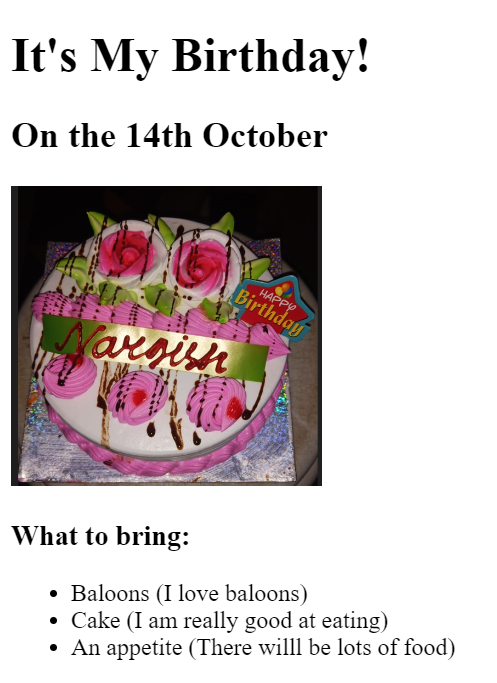 It's My Birthday!
On the 14th October
HAPPY
Birthday
Nargish
What to bring:
Baloons (I love baloons)
Cake (I am really good at eating)
An appetite (There willl be lots of food)